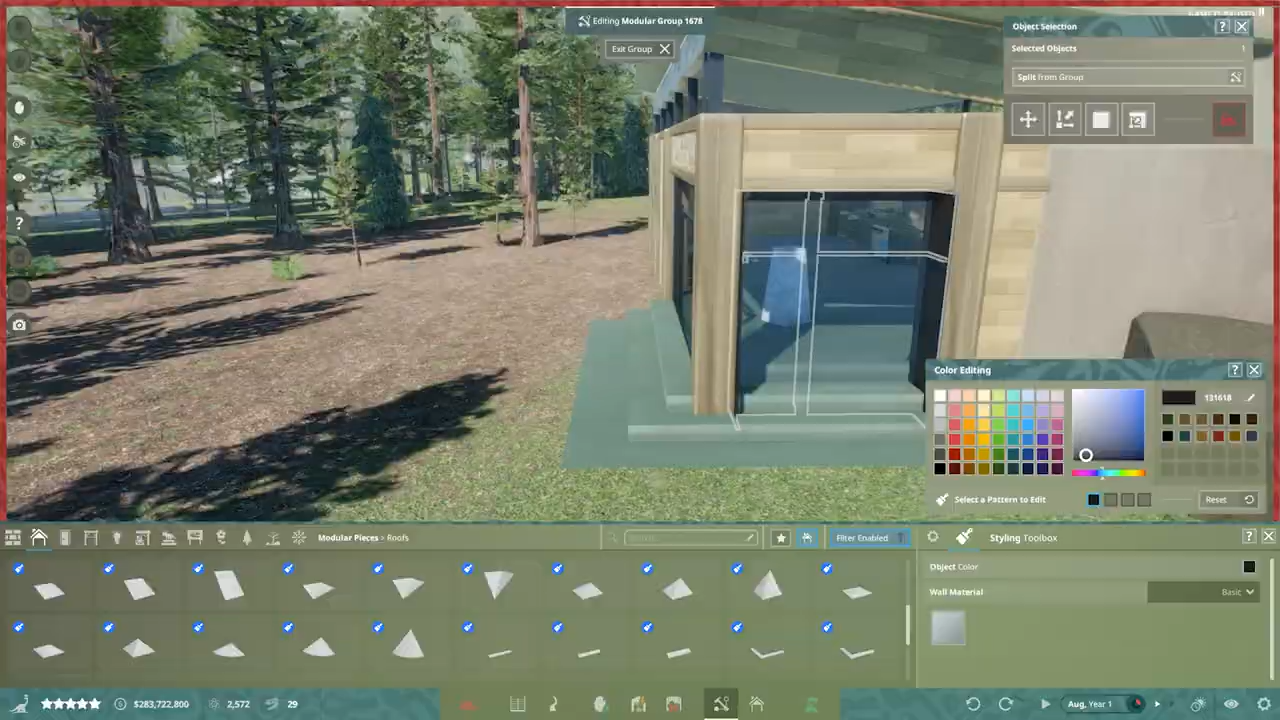 Editing Modular Group 1678
Exit Group
Object Selection
?
Selected Objects 1
Split from Group
?
Color Editing
?
131618
Select a Pattern to Edit
Reset
Modular Pieces > Roofs
Filter Enabled
Styling Toolbox
?
Object Color
Wall Material
Basic
$283,722,800
2,572
29
Aug, Year 1